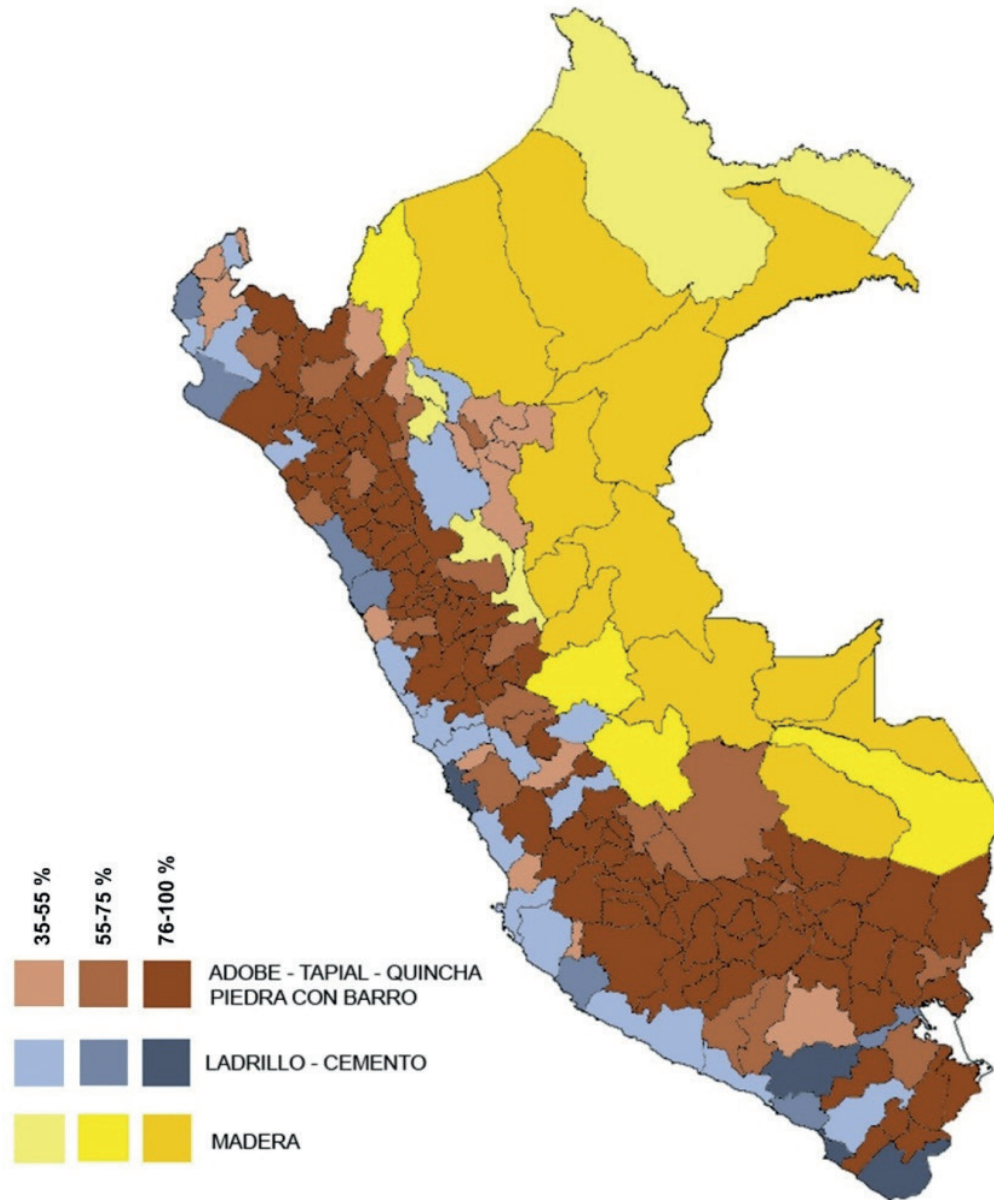 35-55 %
55-75 %
76-100 %
ADOBE - TAPIAL - QUINCHA
PIEDRA CON BARRO
LADRILLO - CEMENTO
MADERA